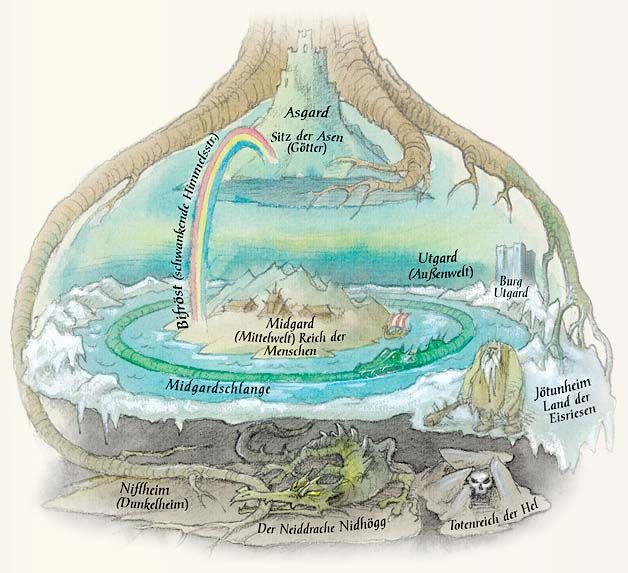 Asgard
Sitz der Asen
(Götter)
Bifröst (schwankende Himmelsstr.)
Utgard
(Außenwelt)
Burg
Utgard
Midgard
(Mittelwelt) Reich der
Menschen
Midgardschlange
Jötunheim
Land der
Eisriesen
Niflheim
(Dunkelheim)
Der Neiddrache Nidhögg
Totenreich der Hel